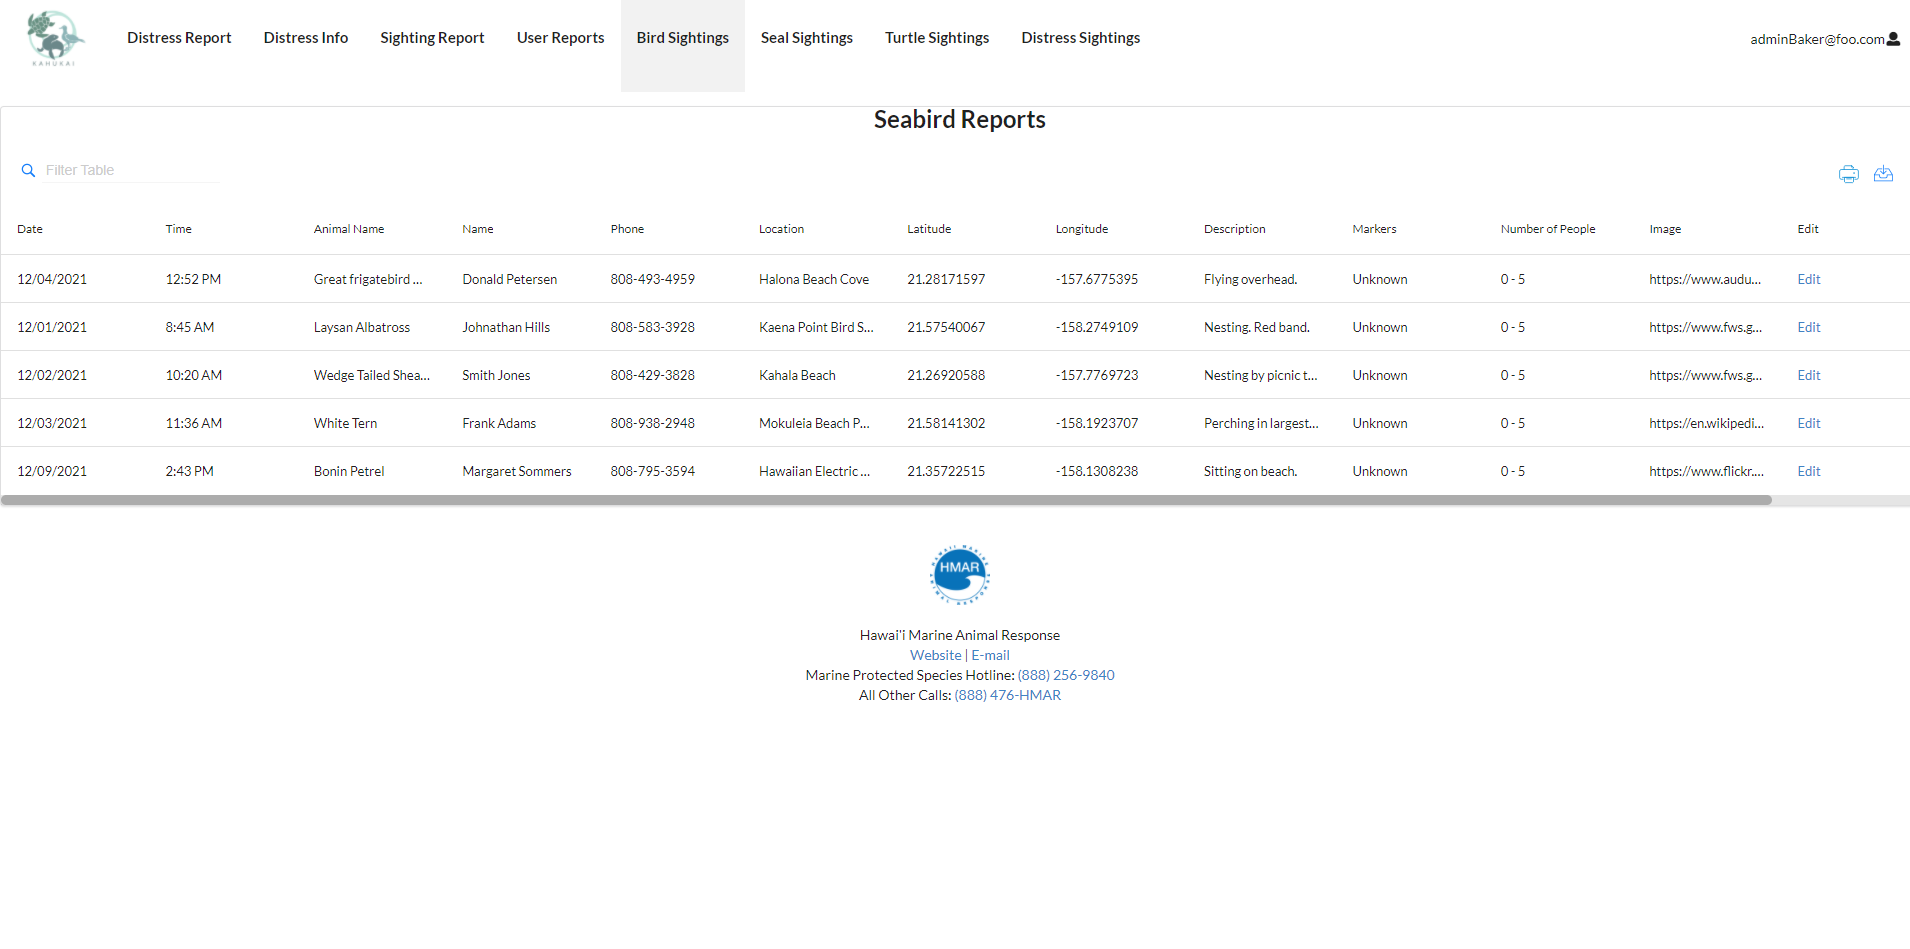 KAHUKAI
Distress Report Distress Info Sighting Report User Reports Bird Sightings Seal Sightings Turtle Sightings Distress Sightings adminBaker@foo.com
Seabird Reports
Filter Table
Date Time Animal Name Name Phone Location Latitude Longitude Description Markers Number of People Image Edit
12/04/2021 12:52 PM Great frigatebird ... Donald Petersen 808-493-4959 Halona Beach Cove 21.28171597 -157.6775395 Flying overhead. Unknown 0 - 5 https://www.audu... Edit
12/01/2021 8:45 AM Laysan Albatross Johnathan Hills 808-583-3928 Kaena Point Bird S... 21.57540067 -158.2749109 Nesting. Red band. Unknown 0 - 5 https://www.fws.g... Edit
12/02/2021 10:20 AM Wedge Tailed Shea... Smith Jones 808-429-3828 Kahala Beach 21.26920588 -157.7769723 Nesting by picnic t... Unknown 0 - 5 https://www.fws.g... Edit
12/03/2021 11:36 AM White Tern Frank Adams 808-938-2948 Mokuleia Beach P... 21.58141302 -158.1923707 Perching in largest... Unknown 0 - 5 https://en.wikipedi... Edit
12/09/2021 2:43 PM Bonin Petrel Margaret Sommers 808-795-3594 Hawaiian Electric ... 21.35722515 -158.1308238 Sitting on beach. Unknown 0 - 5 https://www.flickr.... Edit
HAWAII MARINE
HMAR
ANIMAL RESPONSE
Hawai'i Marine Animal Response
Website | E-mail
Marine Protected Species Hotline: (888) 256-9840
All Other Calls: (888) 476-HMAR